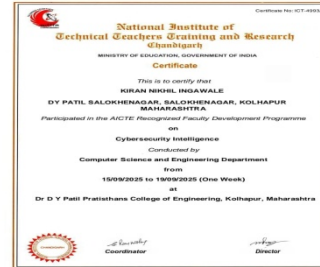 Certificate No: ICT-4993
National Institute of
Technical Teachers Training and Research
Chandigarh
MINISTRY OF EDUCATION, GOVERNMENT OF INDIA
Certificate
This is to certify that
KIRAN NIKHIL INGAWALE
DY PATIL SALOKHENAGAR, SALOKHENAGAR, KOLHAPUR
MAHARASHTRA
Participated in the AICTE Recognized Faculty Development Programme
on
Cybersecurity Intelligence
Conducted by
Computer Science and Engineering Department
from
15/09/2025 to 19/09/2025 (One Week)
at
Dr D Y Patil Pratisthans College of Engineering, Kolhapur, Maharashtra
Coordinator
Director